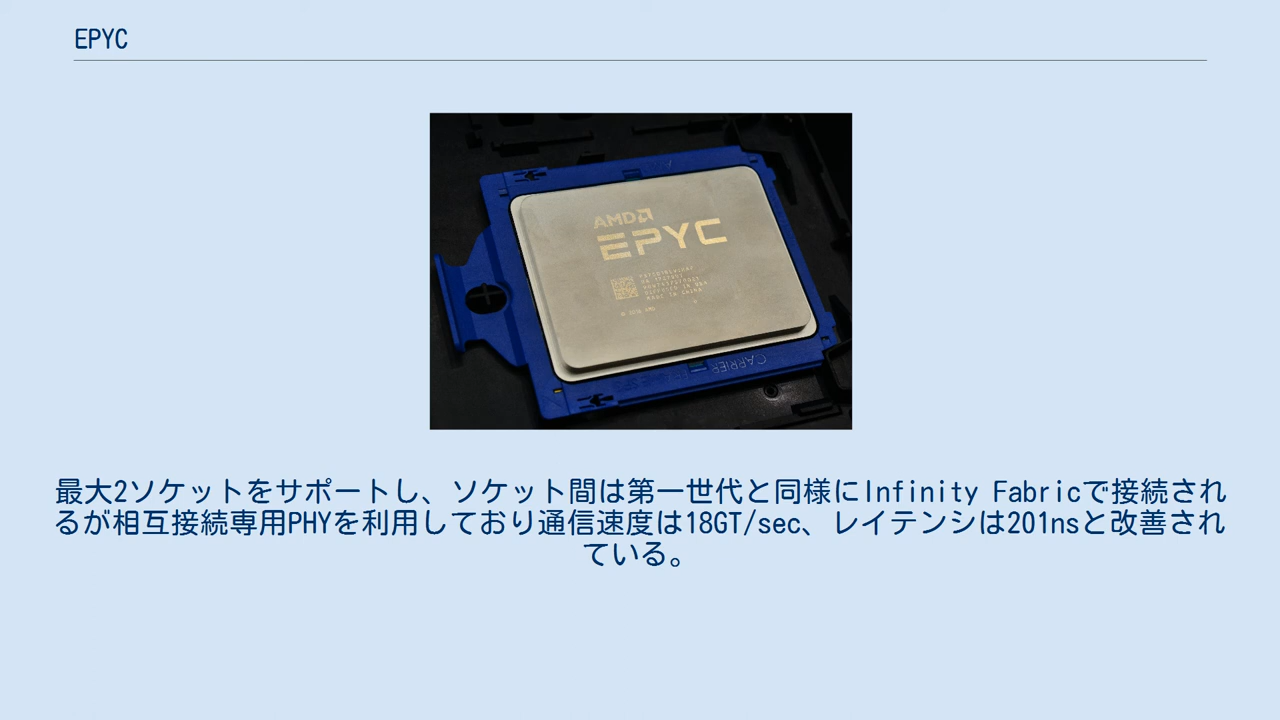 EPYC
AMD
EPYC
CARRIER
最大2ソケットをサポートし、ソケット間は第一世代と同様にInfinity Fabricで接続され
るが相互接続専用PHYを利用しており通信速度は18GT/sec、レイテンシは201nsと改善され
ている。